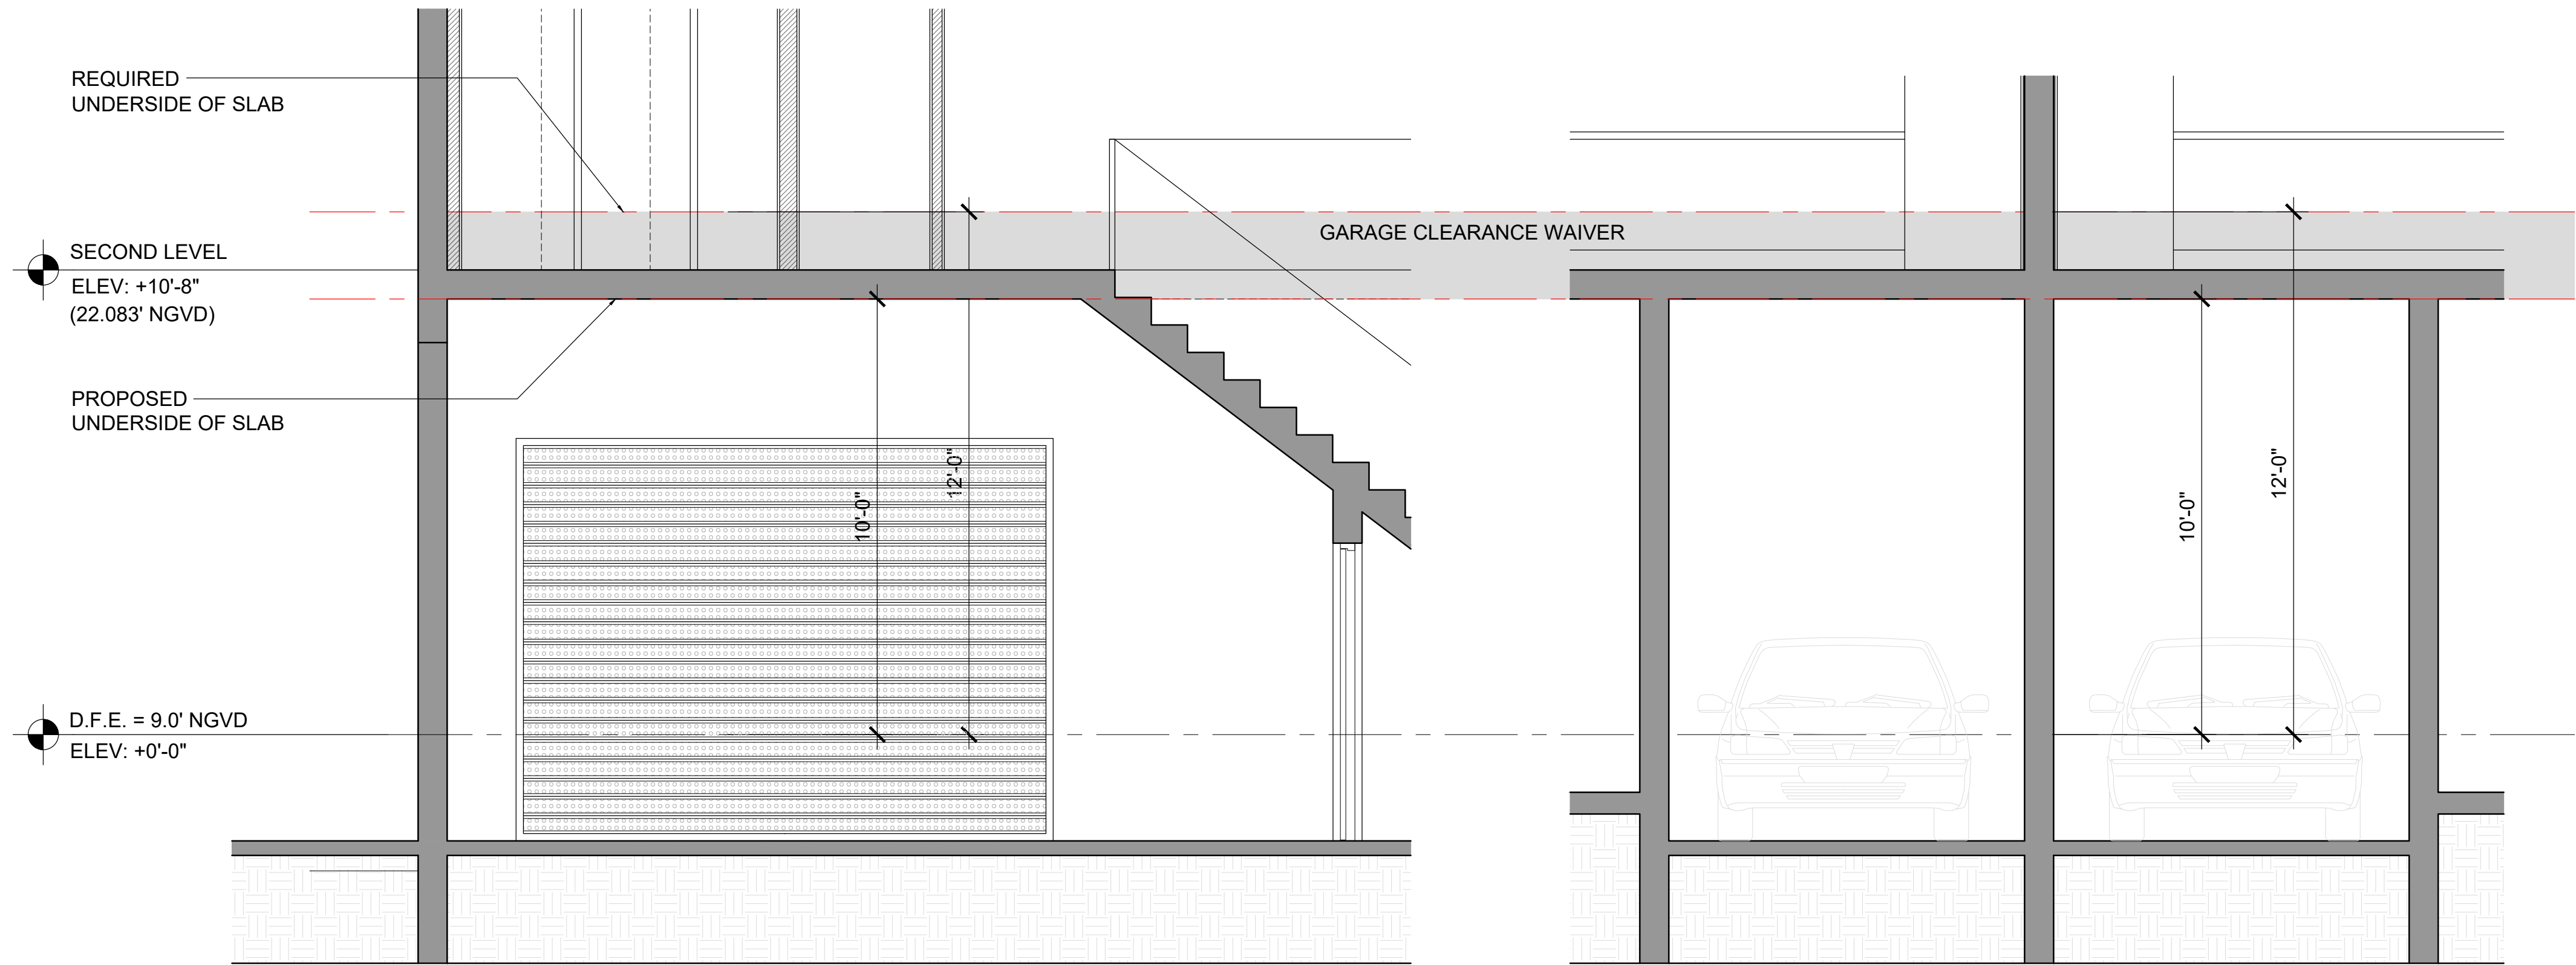 REQUIRED
UNDERSIDE OF SLAB
GARAGE CLEARANCE WAIVER
SECOND LEVEL
ELEV: +10'-8"
(22.083' NGVD)
PROPOSED
UNDERSIDE OF SLAB
10'-0"
12'-0"
10'-0"
12'-0"
D.F.E. = 9.0' NGVD
ELEV: +0'-0"